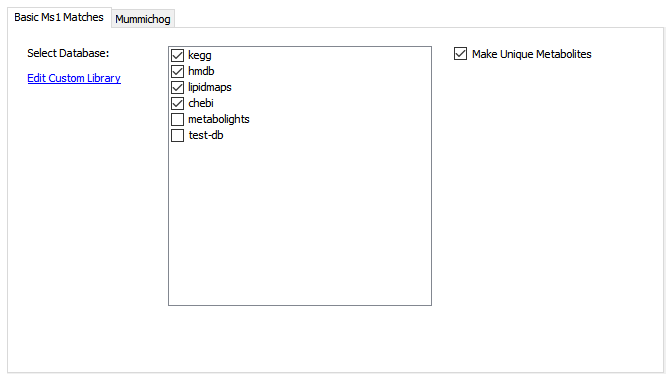 Basic Ms1 Matches
Mummichog
Select Database:
Edit Custom Library
kegg
hmdb
lipidmaps
chebi
metabolights
test-db
Make Unique Metabolites